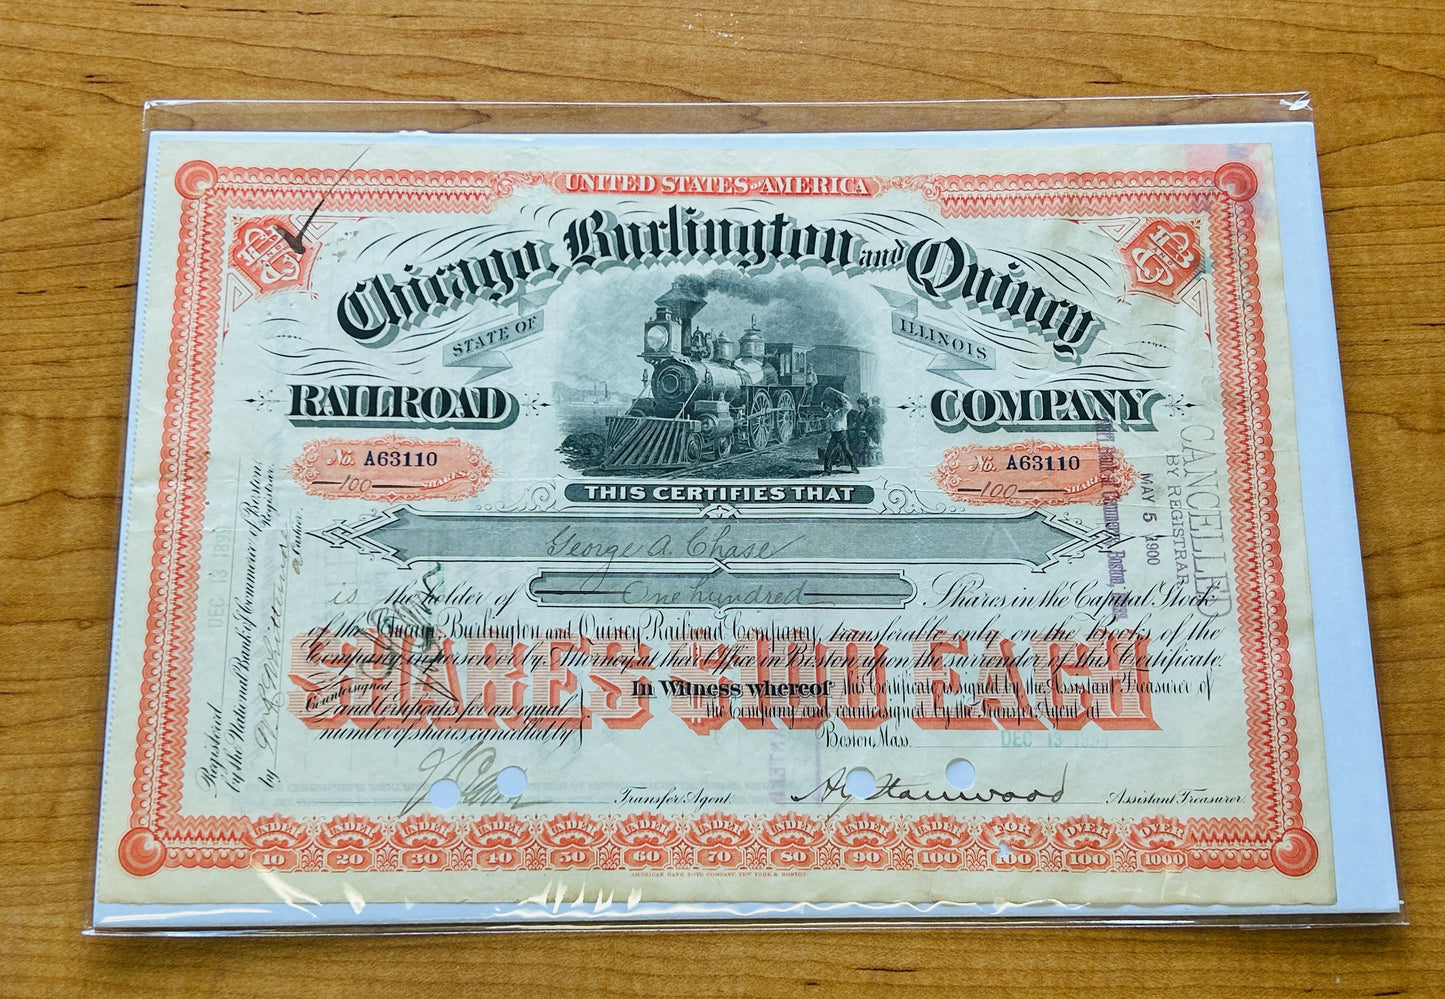 UNITED STATES OF AMERICA
Chicago, Burlington and Quincy
STATE OF ILLINOIS
RAILROAD COMPANY
No. A63110
100 SHARES
No. A63110
100 SHARES
THIS CERTIFIES THAT
George A. Chase
is the holder of One hundred Shares in the Capital Stock
of the Chicago Burlington and Quincy Railroad Company, transferable only on the books of the
Company in person or by Attorney, at their Office in Boston upon the surrender of this Certificate.
SHARES $100 EACH
Countersigned
and Certificates for an equal
number of shares cancelled by
In Witness whereof this Certificate is signed by the Assistant Treasurer of
the Company and countersigned by the Transfer Agent at
Boston, Mass. DEC 13
Transfer Agent.
Assistant Treasurer.
Registered
by the National Bank of Commerce of Boston,
Registrar.
by
DEC 13
CANCELLED
BY REGISTRAR
MAY 5 1900
UNDER 10 UNDER 20 UNDER 30 UNDER 40 UNDER 50 UNDER 60 UNDER 70 UNDER 80 UNDER 90 UNDER 100 FOR 100 OVER 100 OVER 1000
AMERICAN BANK NOTE COMPANY, NEW YORK & BOSTON